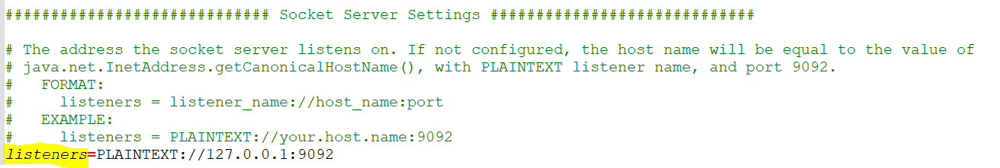 ############################# Socket Server Settings #############################
# The address the socket server listens on. If not configured, the host name will be equal to the value of
# java.net.InetAddress.getCanonicalHostName(), with PLAINTEXT listener name, and port 9092.
#   FORMAT:
#     listeners = listener_name://host_name:port
#   EXAMPLE:
#     listeners = PLAINTEXT://your.host.name:9092
listeners=PLAINTEXT://127.0.0.1:9092